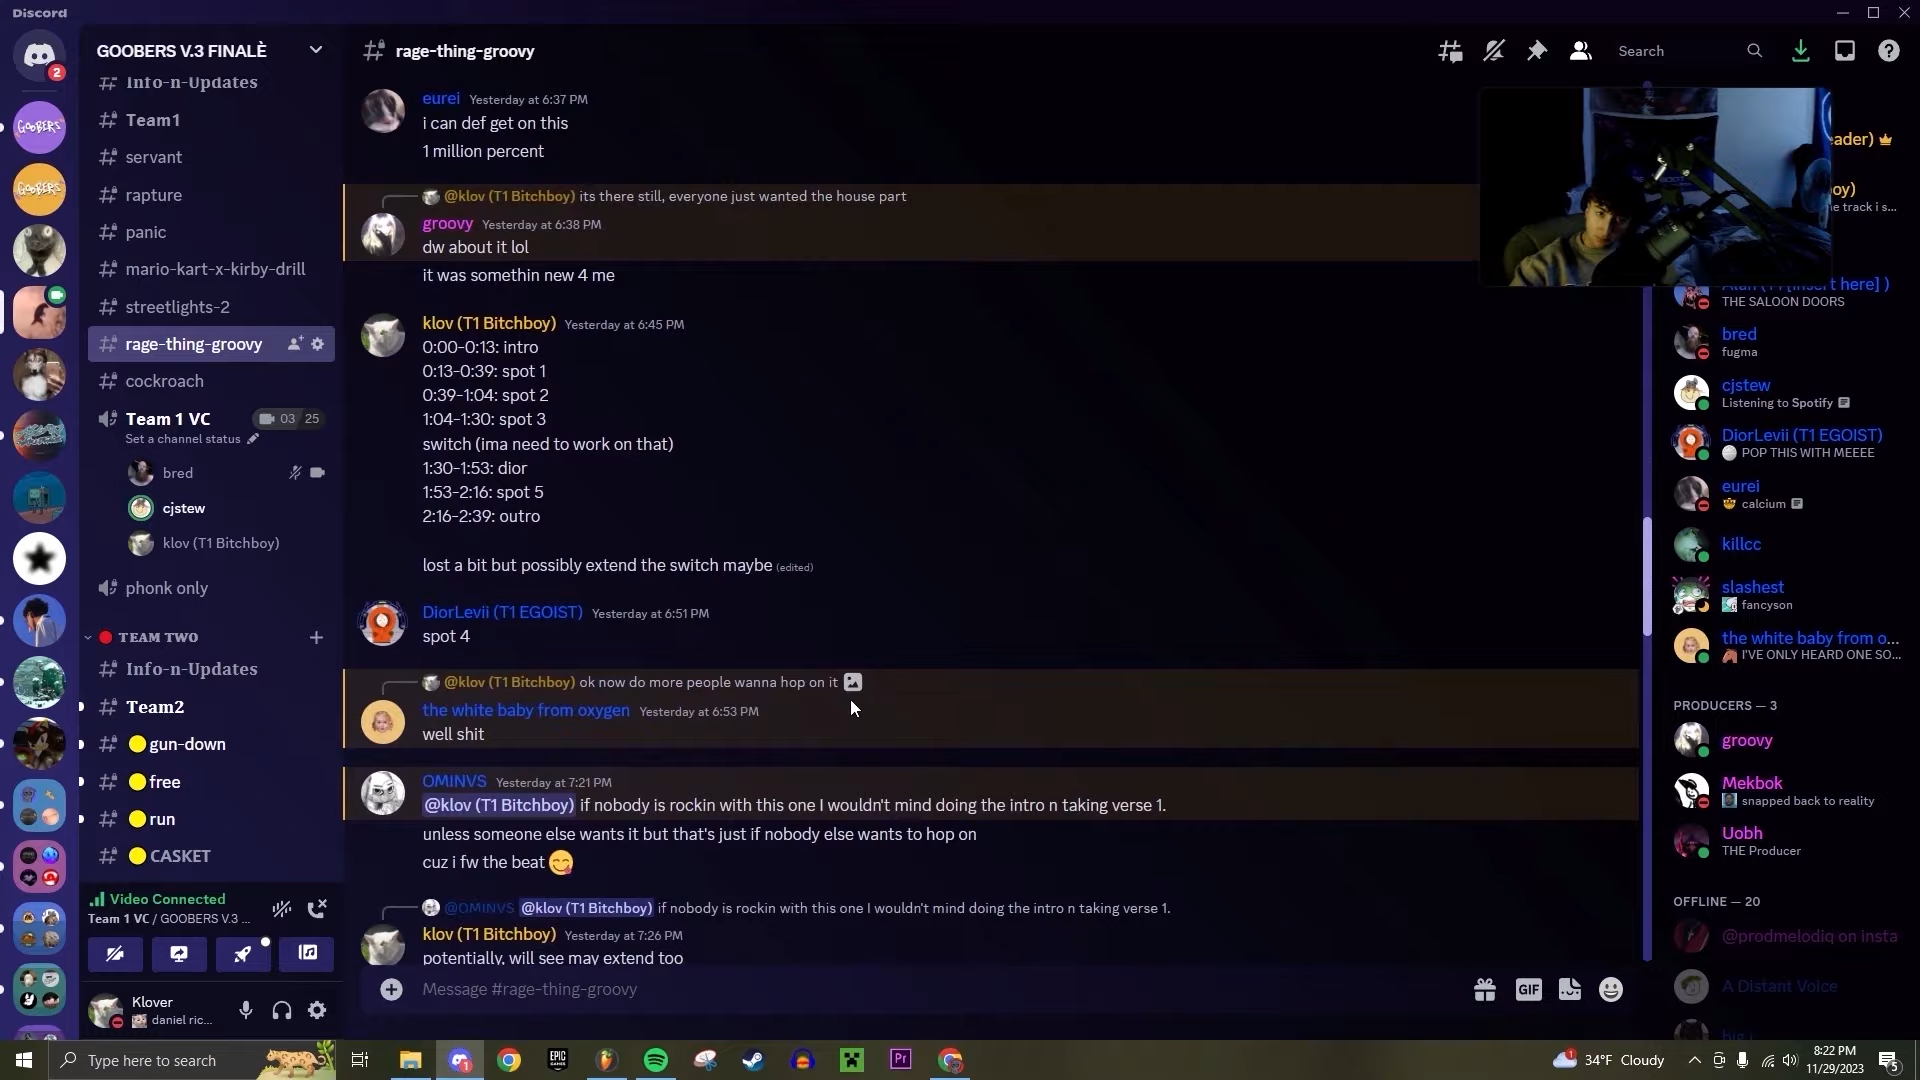 Discord
GOOBERS V.3 FINALÈ
rage-thing-groovy
Search
2
GOOBERS
GOOBERS
Info-n-Updates
Team1
servant
rapture
panic
mario-kart-x-kirby-drill
streetlights-2
rage-thing-groovy
cockroach
Team 1 VC 03 25
Set a channel status
bred
cjstew
klov (T1 Bitchboy)
phonk only
TEAM TWO
Info-n-Updates
Team2
gun-down
free
run
CASKET
Video Connected
Team 1 VC / GOOBERS V.3 ...
Klover
daniel ric...
eurei Yesterday at 6:37 PM
i can def get on this
1 million percent
@klov (T1 Bitchboy) its there still, everyone just wanted the house part
groovy Yesterday at 6:38 PM
dw about it lol
it was somethin new 4 me
klov (T1 Bitchboy) Yesterday at 6:45 PM
0:00-0:13: intro
0:13-0:39: spot 1
0:39-1:04: spot 2
1:04-1:30: spot 3
switch (ima need to work on that)
1:30-1:53: dior
1:53-2:16: spot 5
2:16-2:39: outro
lost a bit but possibly extend the switch maybe (edited)
DiorLevii (T1 EGOIST) Yesterday at 6:51 PM
spot 4
@klov (T1 Bitchboy) ok now do more people wanna hop on it
the white baby from oxygen Yesterday at 6:53 PM
well shit
OMINVS Yesterday at 7:21 PM
@klov (T1 Bitchboy) if nobody is rockin with this one I wouldn't mind doing the intro n taking verse 1.
unless someone else wants it but that's just if nobody else wants to hop on
cuz i fw the beat 😋
@OMINVS @klov (T1 Bitchboy) if nobody is rockin with this one I wouldn't mind doing the intro n taking verse 1.
klov (T1 Bitchboy) Yesterday at 7:26 PM
potentially, will see may extend too
Message #rage-thing-groovy
GIF
eader)
oy)
e track i s...
[insert here] )
THE SALOON DOORS
bred
fugma
cjstew
Listening to Spotify
DiorLevii (T1 EGOIST)
POP THIS WITH MEEEE
eurei
calcium
killcc
slashest
fancyson
the white baby from o...
I'VE ONLY HEARD ONE SO...
PRODUCERS — 3
groovy
Mekbok
snapped back to reality
Uobh
THE Producer
OFFLINE — 20
@prodmelodiq on insta
A Distant Voice
Type here to search
EPIC GAMES
1
Pr
1
34°F Cloudy
8:22 PM
11/29/2023
5